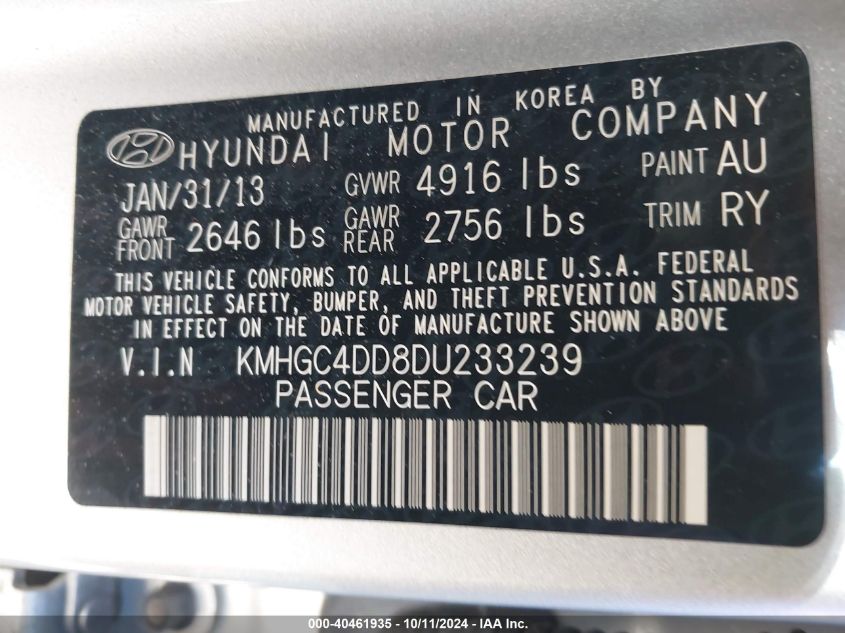 MANUFACTURED IN KOREA BY
HYUNDAI MOTOR COMPANY
JAN/31/13 GVWR 4916 lbs PAINT AU
GAWR FRONT 2646 lbs GAWR REAR 2756 lbs TRIM RY
THIS VEHICLE CONFORMS TO ALL APPLICABLE U.S.A. FEDERAL
MOTOR VEHICLE SAFETY, BUMPER, AND THEFT PREVENTION STANDARDS
IN EFFECT ON THE DATE OF MANUFACTURE SHOWN ABOVE
V.I.N KMHGC4DD8DU233239
PASSENGER CAR
000-40461935 - 10/11/2024 - IAA Inc.